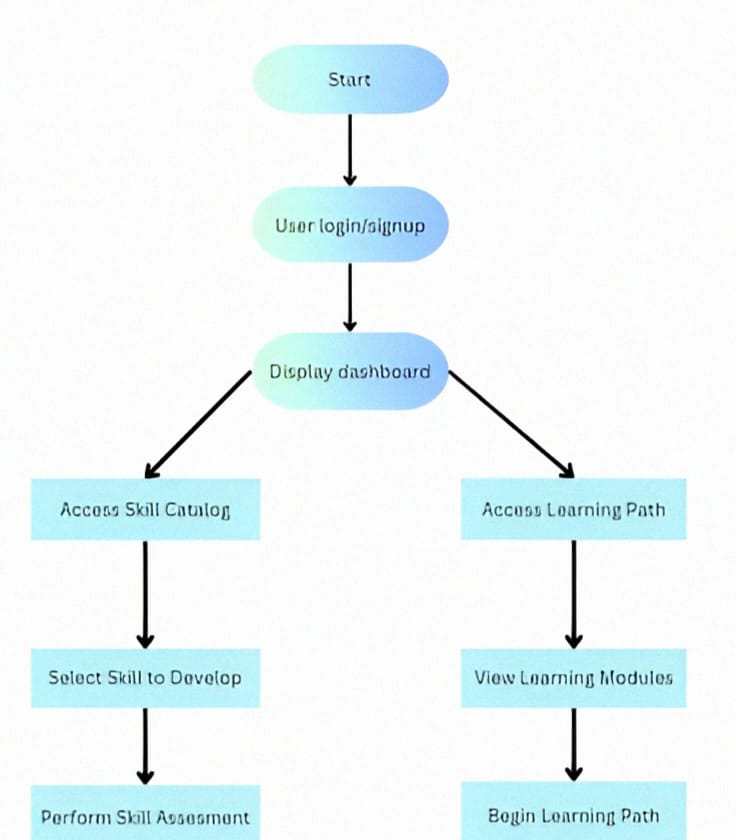 Start
User login/signup
Display dashboard
Access Skill Catalog
Access Learning Path
Select Skill to Develop
View Learning Modules
Perform Skill Assesment
Begin Learning Path